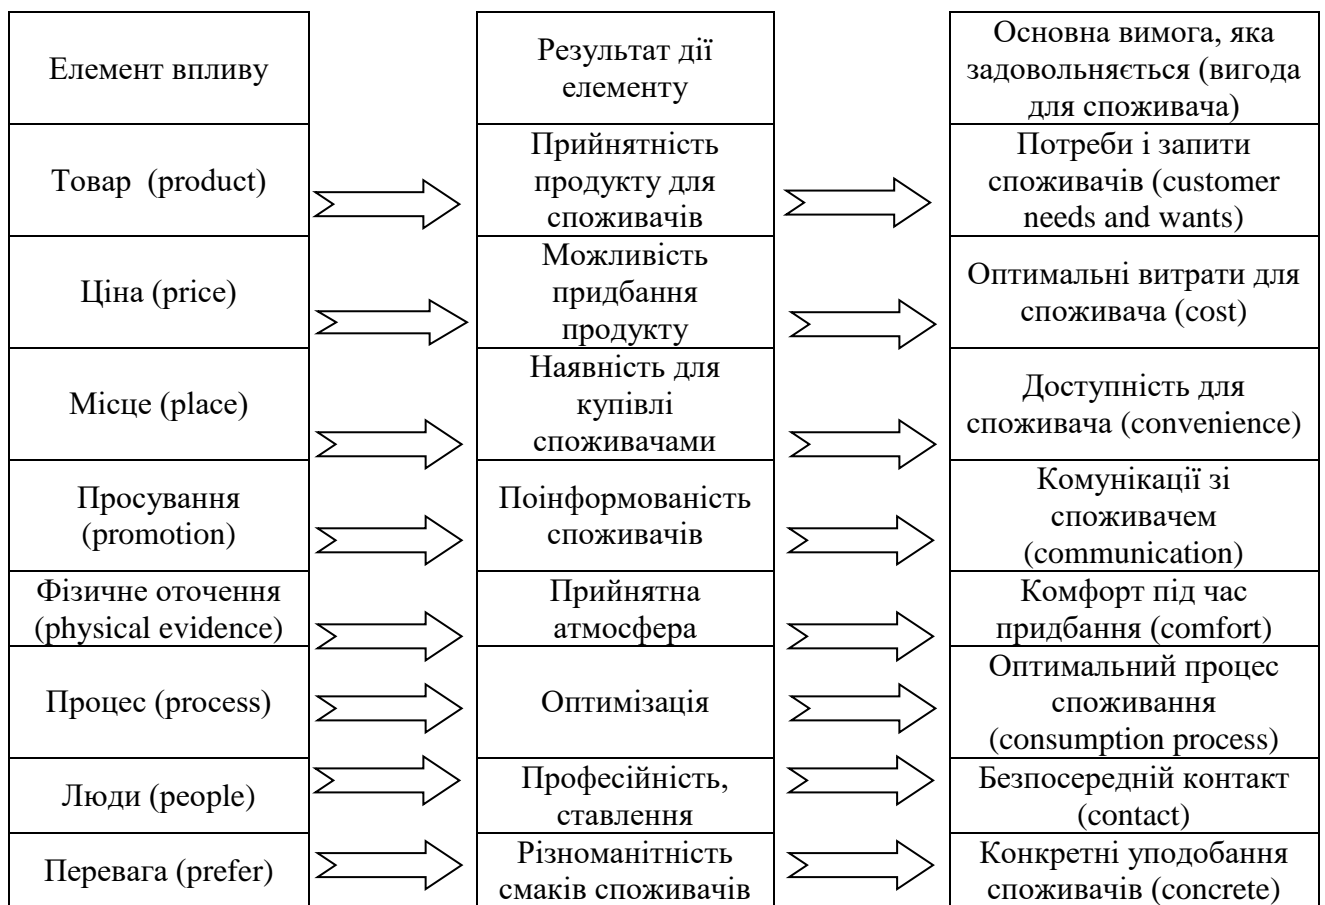 Елемент впливу
Результат дії
елементу
Основна вимога, яка
задовольняється (вигода
для споживача)
Товар (product)
Прийнятність
продукту для
споживачів
Потреби і запити
споживачів (customer
needs and wants)
Ціна (price)
Можливість
придбання
продукту
Оптимальні витрати для
споживача (cost)
Місце (place)
Наявність для
купівлі
споживачами
Доступність для
споживача (convenience)
Просування
(promotion)
Поінформованість
споживачів
Комунікації зі
споживачем
(communication)
Фізичне оточення
(physical evidence)
Прийнятна
атмосфера
Комфорт під час
придбання (comfort)
Процес (process)
Оптимізація
Оптимальний процес
споживання
(consumption process)
Люди (people)
Професійність,
ставлення
Безпосередній контакт
(contact)
Перевага (prefer)
Різноманітність
смаків споживачів
Конкретні уподобання
споживачів (concrete)